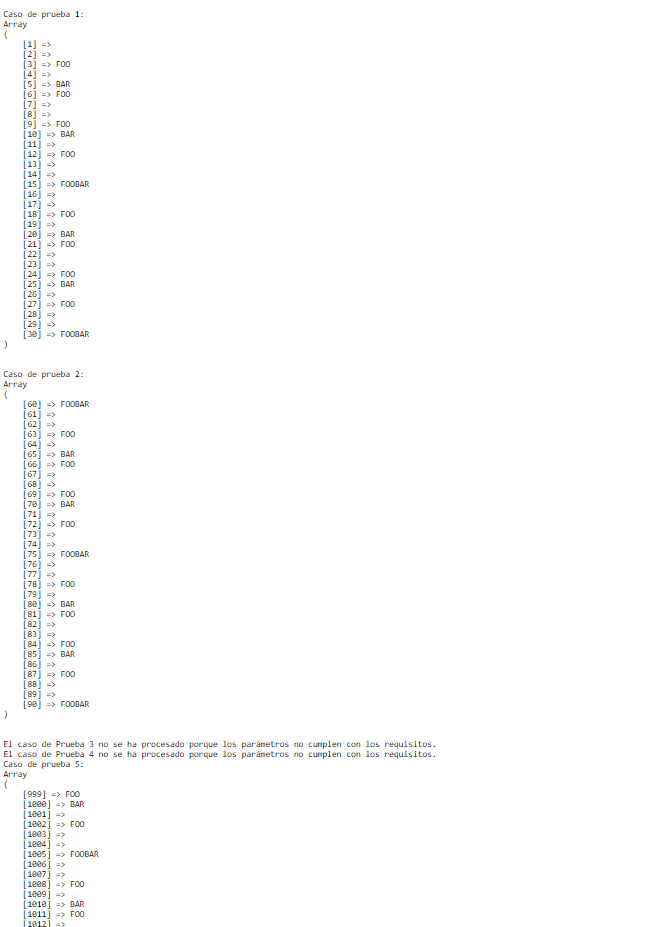 Caso de prueba 1:
Array
(
[1] =>
[2] =>
[3] => FOO
[4] =>
[5] => BAR
[6] => FOO
[7] =>
[8] =>
[9] => FOO
[10] => BAR
[11] =>
[12] => FOO
[13] =>
[14] =>
[15] => FOOBAR
[16] =>
[17] =>
[18] => FOO
[19] =>
[20] => BAR
[21] => FOO
[22] =>
[23] =>
[24] => FOO
[25] => BAR
[26] =>
[27] => FOO
[28] =>
[29] =>
[30] => FOOBAR
)
Caso de prueba 2:
Array
(
[60] => FOOBAR
[61] =>
[62] =>
[63] => FOO
[64] =>
[65] => BAR
[66] => FOO
[67] =>
[68] =>
[69] => FOO
[70] => BAR
[71] =>
[72] => FOO
[73] =>
[74] =>
[75] => FOOBAR
[76] =>
[77] =>
[78] => FOO
[79] =>
[80] => BAR
[81] => FOO
[82] =>
[83] =>
[84] => FOO
[85] => BAR
[86] =>
[87] => FOO
[88] =>
[89] =>
[90] => FOOBAR
)
El caso de Prueba 3 no se ha procesado porque los parámetros no cumplen con los requisitos.
El caso de Prueba 4 no se ha procesado porque los parámetros no cumplen con los requisitos.
Caso de prueba 5:
Array
(
[999] => FOO
[1000] => BAR
[1001] =>
[1002] => FOO
[1003] =>
[1004] =>
[1005] => FOOBAR
[1006] =>
[1007] =>
[1008] => FOO
[1009] =>
[1010] => BAR
[1011] => FOO
[1012] =>